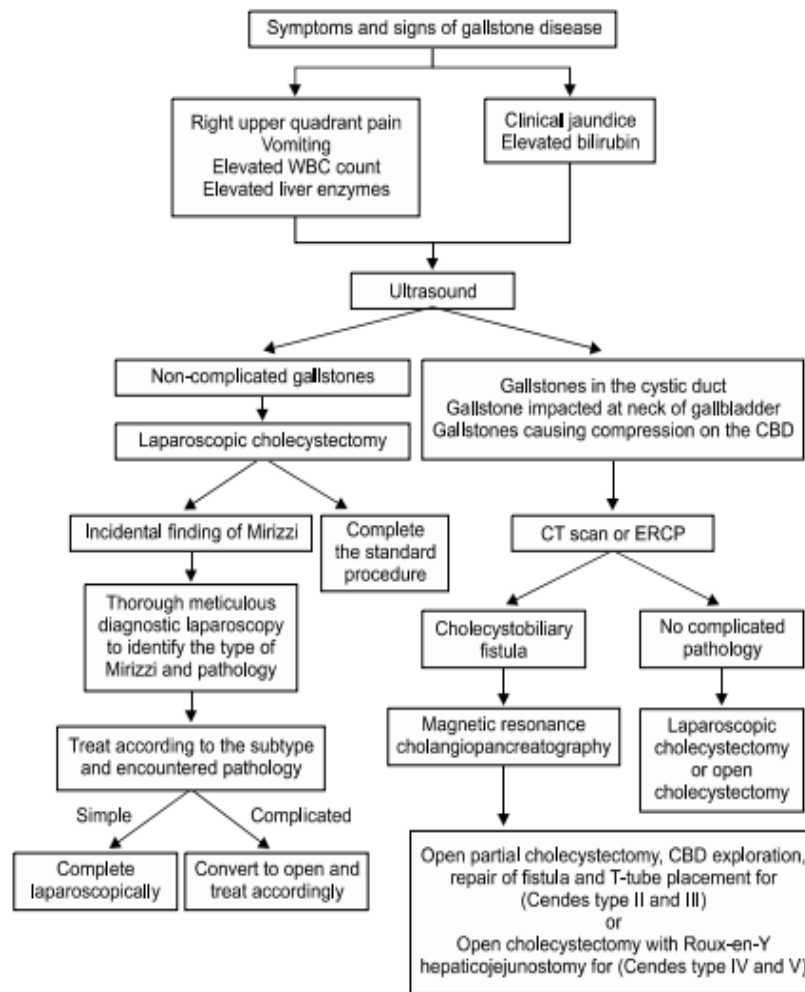 Symptoms and signs of gallstone disease
Right upper quadrant pain
Vomiting
Elevated WBC count
Elevated liver enzymes
Clinical jaundice
Elevated bilirubin
Ultrasound
Non-complicated gallstones
Gallstones in the cystic duct
Gallstone impacted at neck of gallbladder
Gallstones causing compression on the CBD
Laparoscopic cholecystectomy
Incidental finding of Mirizzi
Complete
the standard
procedure
CT scan or ERCP
Thorough meticulous
diagnostic laparoscopy
to identify the type of
Mirizzi and pathology
Cholecystobiliary
fistula
No complicated
pathology
Treat according to the subtype
and encountered pathology
Magnetic resonance
cholangiopancreatography
Laparoscopic
cholecystectomy
or open
cholecystectomy
Simple
Complicated
Complete
laparoscopically
Convert to open and
treat accordingly
Open partial cholecystectomy, CBD exploration,
repair of fistula and T-tube placement for
(Cendes type II and III)
or
Open cholecystectomy with Roux-en-Y
hepaticojejunostomy for (Cendes type IV and V)